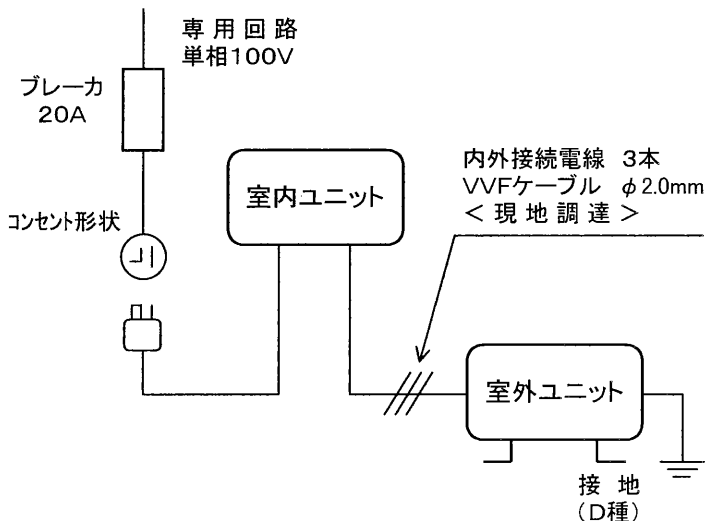 専用回路
単相100V
ブレーカ
20A
コンセント形状
室内ユニット
内外接続電線 3本
VVFケーブル φ2.0mm
<現地調達>
室外ユニット
接地
(D種)